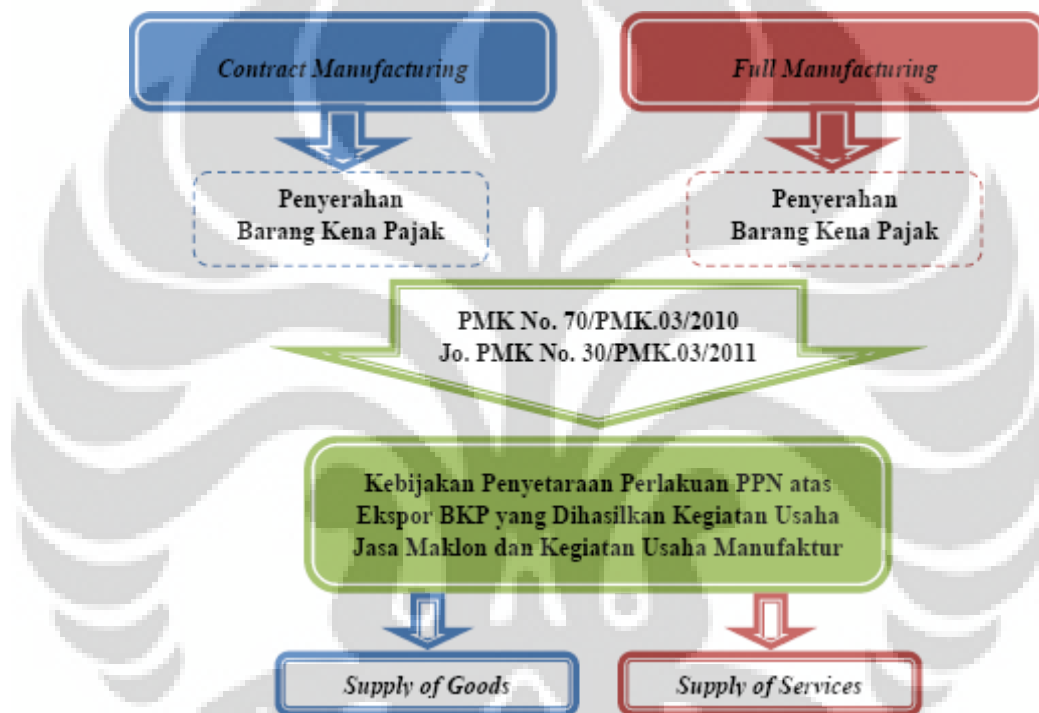 Contract Manufacturing
Full Manufacturing
Penyerahan
Barang Kena Pajak
Penyerahan
Barang Kena Pajak
PMK No. 70/PMK.03/2010
Jo. PMK No. 30/PMK.03/2011
Kebijakan Penyetaraan Perlakuan PPN atas
Ekspor BKP yang Dihasilkan Kegiatan Usaha
Jasa Maklon dan Kegiatan Usaha Manufaktur
Supply of Goods
Supply of Services